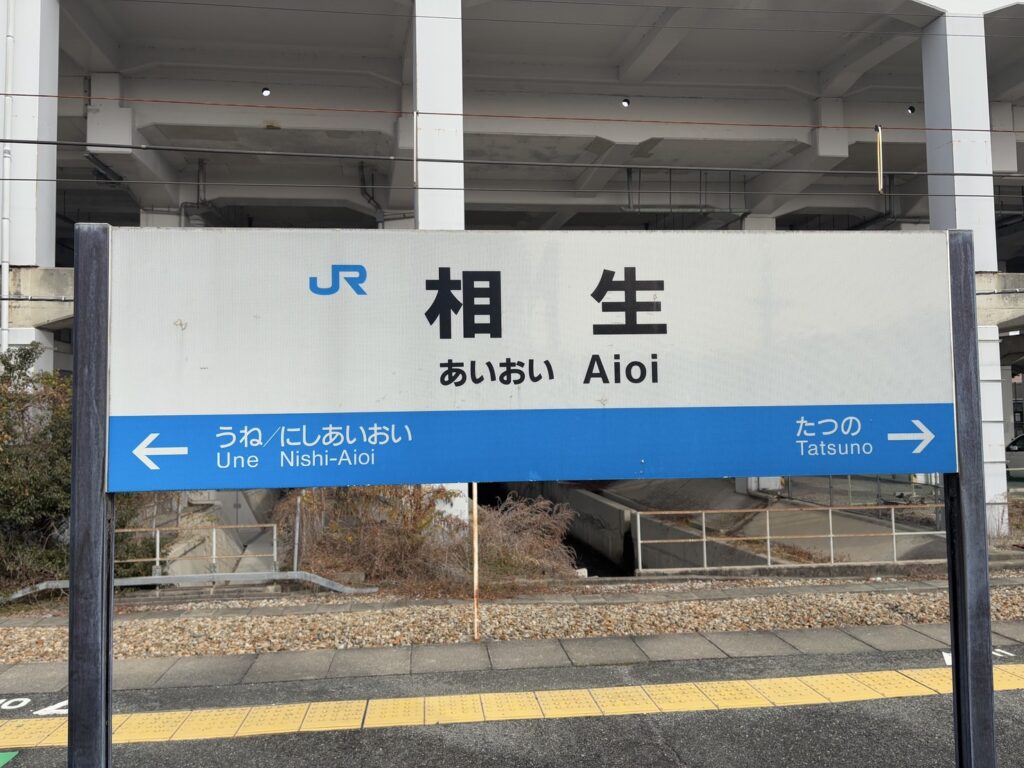 JR 相生
あいおい Aioi
← うね/にしあいおい
Une Nishi-Aioi
たつの →
Tatsuno